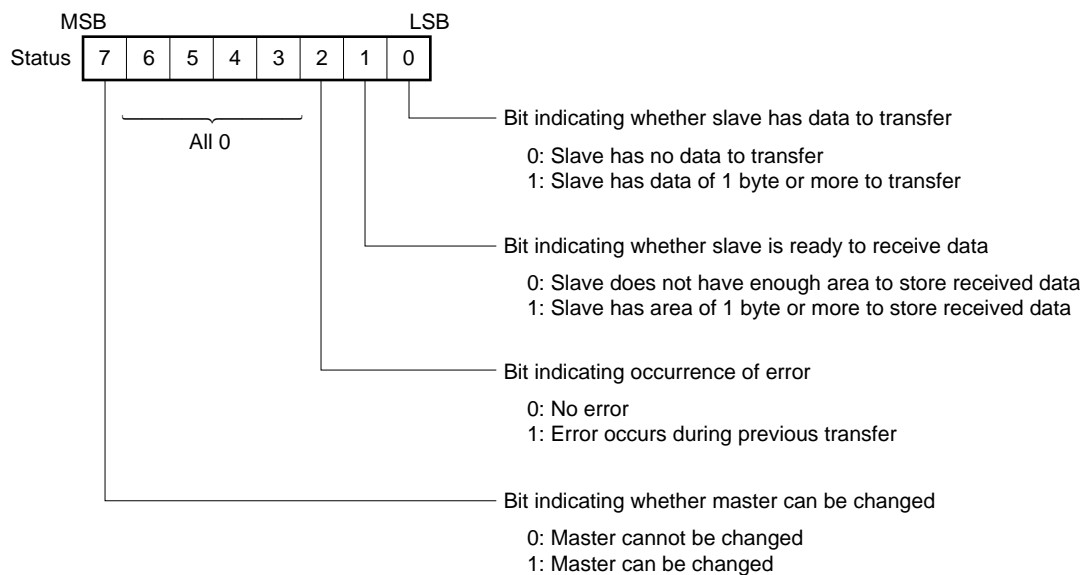 MSB LSB
Status 7 6 5 4 3 2 1 0
All 0
Bit indicating whether slave has data to transfer
0: Slave has no data to transfer
1: Slave has data of 1 byte or more to transfer
Bit indicating whether slave is ready to receive data
0: Slave does not have enough area to store received data
1: Slave has area of 1 byte or more to store received data
Bit indicating occurrence of error
0: No error
1: Error occurs during previous transfer
Bit indicating whether master can be changed
0: Master cannot be changed
1: Master can be changed